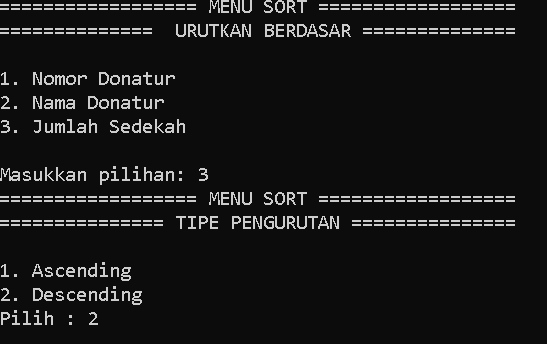 ================== MENU SORT ==================
==============  URUTKAN BERDASAR ==============
1. Nomor Donatur
2. Nama Donatur
3. Jumlah Sedekah
Masukkan pilihan: 3
================== MENU SORT ==================
=============== TIPE PENGURUTAN ===============
1. Ascending
2. Descending
Pilih : 2